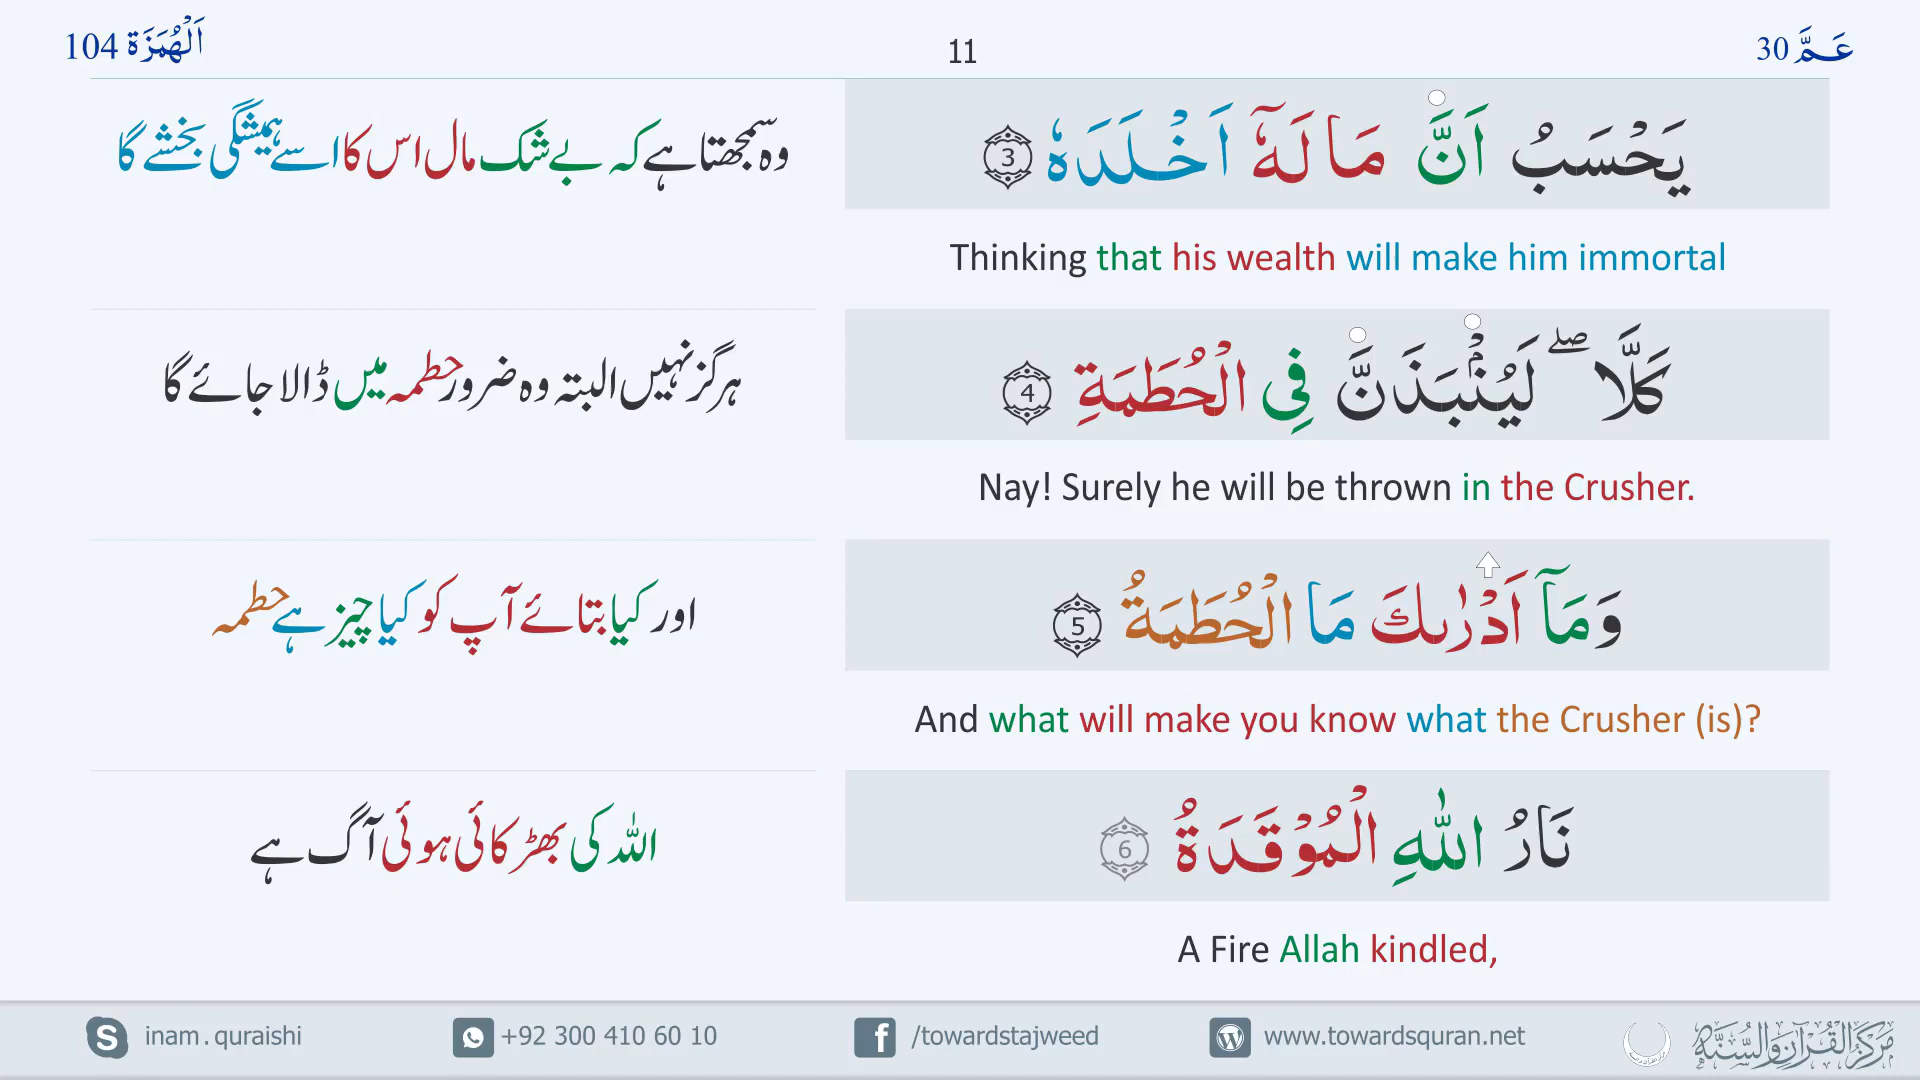 اَلْهُمَزَة 104
11
عَمَّ 30
يَحْسَبُ اَنَّ مَا لَهٗۤ اَخْلَدَهٗ 3
وہ سمجھتا ہے کہ بے شک مال اس کا اسے ہمیشگی بخشے گا
Thinking that his wealth will make him immortal
كَلَّا ۖ لَيُنْۢبَذَنَّ فِى الْحُطَمَةِ 4
ہرگز نہیں البتہ وہ ضرور حطمہ میں ڈالا جائے گا
Nay! Surely he will be thrown in the Crusher.
وَمَاۤ اَدْرٰىكَ مَا الْحُطَمَةُ 5
اور کیا بتائے آپ کو کیا چیز ہے حطمہ
And what will make you know what the Crusher (is)?
نَارُ اللّٰهِ الْمُوْقَدَةُ 6
اللہ کی بھڑکائی ہوئی آگ ہے
A Fire Allah kindled,
inam.quraishi
+92 300 410 60 10
/towardstajweed
www.towardsquran.net
مَرْكَزُ الْقُرْآنِ وَالسُّنَّة